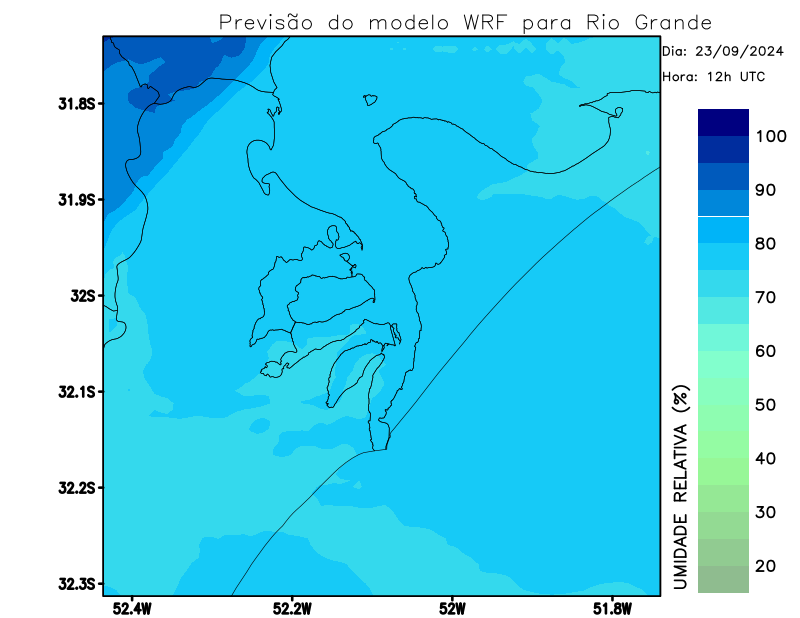 Previsão do modelo WRF para Rio Grande
Dia: 23/09/2024
Hora: 12h UTC
31.8S
31.9S
32S
32.1S
32.2S
32.3S
52.4W
52.2W
52W
51.8W
100
90
80
70
60
50
40
30
20
UMIDADE RELATIVA (%)